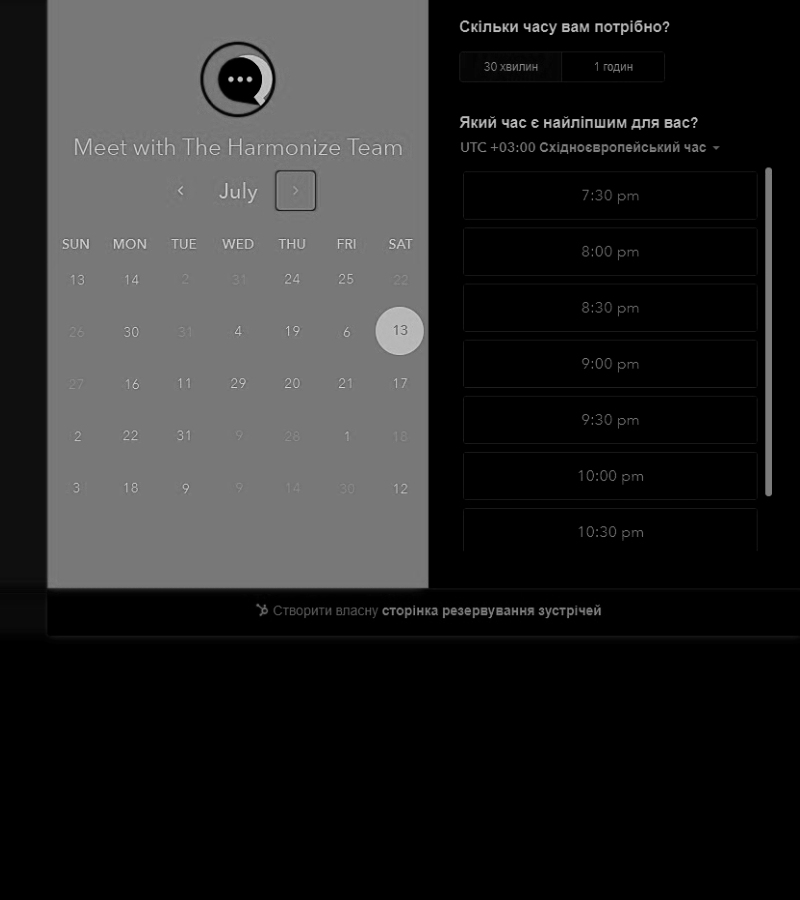 Meet with The Harmonize Team
July
SUN MON TUE WED THU FRI SAT
13 14 2 31 24 25 22
26 30 31 4 19 6 13
27 16 11 29 20 21 17
2 22 31 9 28 1 18
3 18 9 9 14 30 12
Скільки часу вам потрібно?
30 хвилин 1 годин
Який час є найліпшим для вас?
UTC +03:00 Східноєвропейський час
7:30 pm
8:00 pm
8:30 pm
9:00 pm
9:30 pm
10:00 pm
10:30 pm
Створити власну сторінка резервування зустрічей